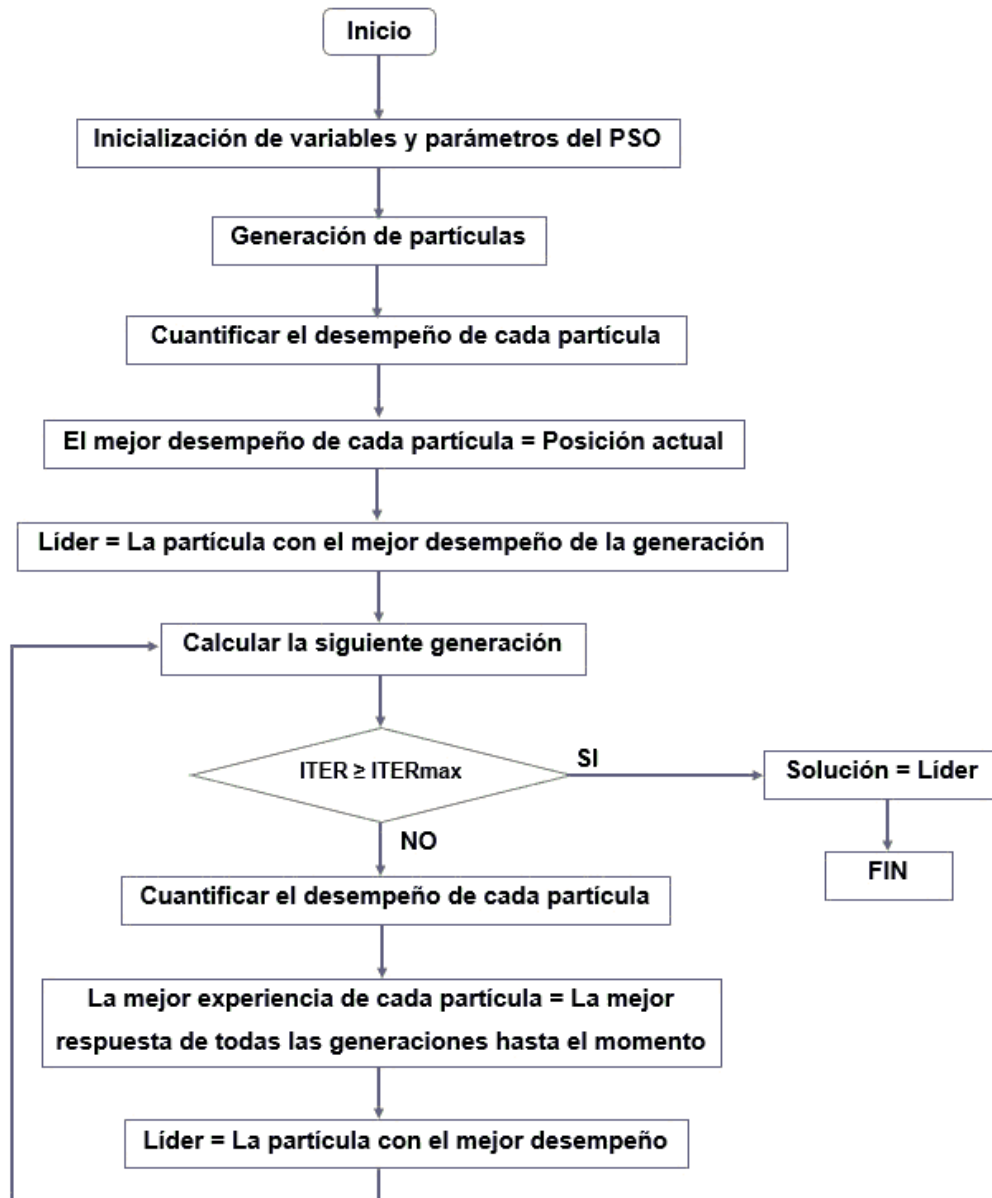 Inicio
Inicialización de variables y parámetros del PSO
Generación de partículas
Cuantificar el desempeño de cada partícula
El mejor desempeño de cada partícula = Posición actual
Líder = La partícula con el mejor desempeño de la generación
Calcular la siguiente generación
ITER ≥ ITERmax
SI
Solución = Líder
FIN
NO
Cuantificar el desempeño de cada partícula
La mejor experiencia de cada partícula = La mejor
respuesta de todas las generaciones hasta el momento
Líder = La partícula con el mejor desempeño